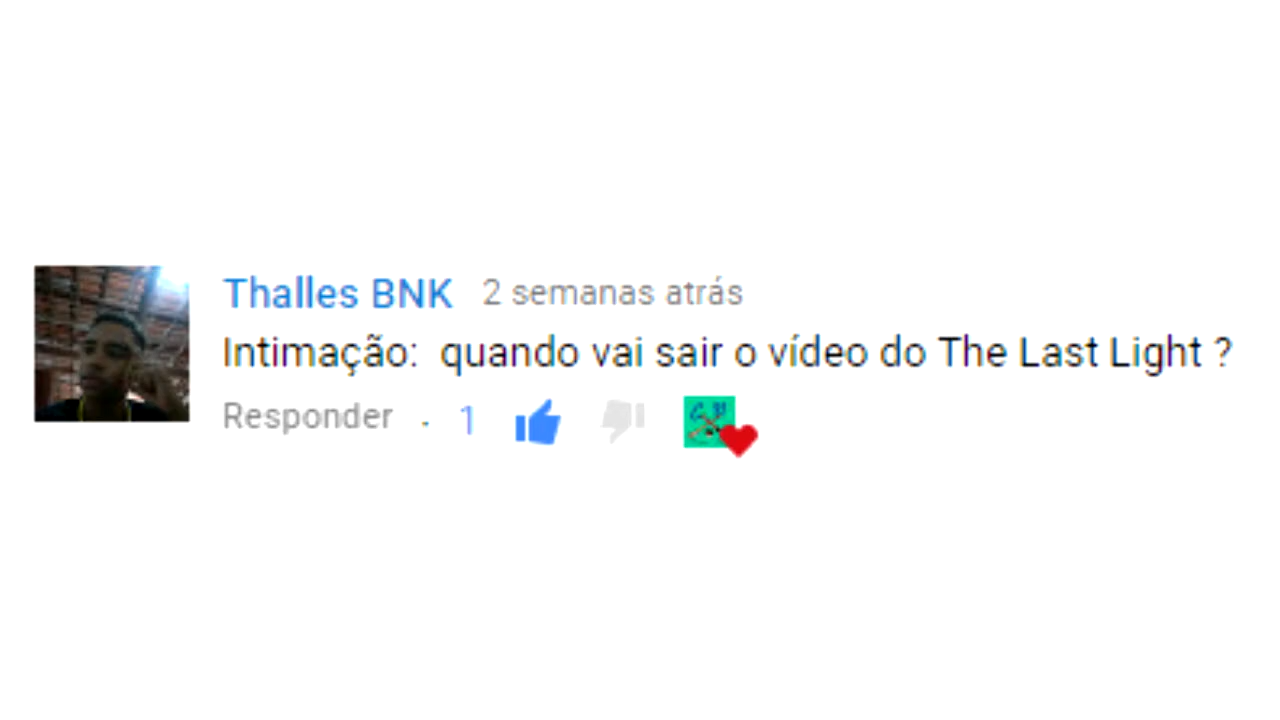 Thalles BNK 2 semanas atrás
Intimação: quando vai sair o vídeo do The Last Light ?
Responder . 1